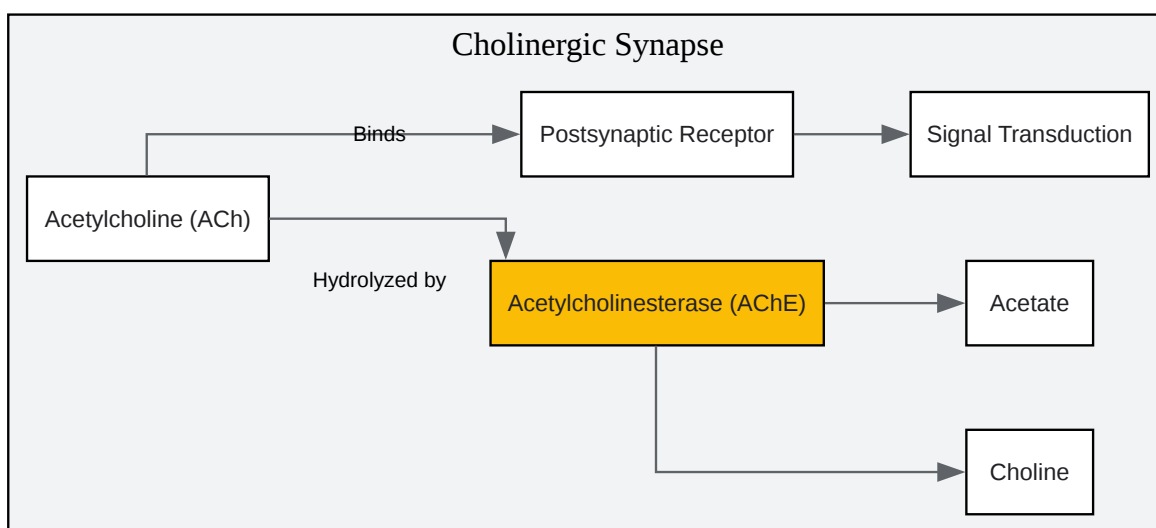 Cholinergic Synapse
Binds
Postsynaptic Receptor
Signal Transduction
Acetylcholine (ACh)
Hydrolyzed by
Acetylcholinesterase (AChE)
Acetate
Choline